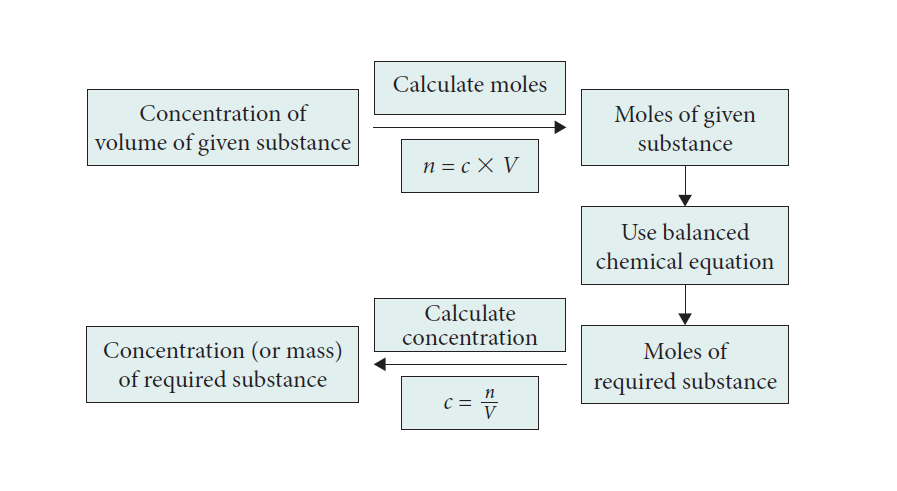 Concentration of
volume of given substance
Calculate moles
n = c × V
Moles of given
substance
Use balanced
chemical equation
Moles of
required substance
Calculate
concentration
c = n/V
Concentration (or mass)
of required substance